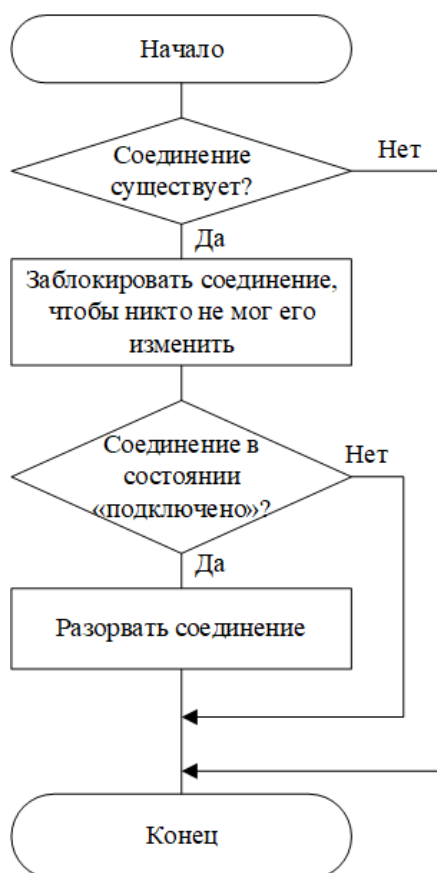 Начало
Соединение
существует?
Нет
Да
Заблокировать соединение,
чтобы никто не мог его
изменить
Соединение в
состоянии
«подключено»?
Нет
Да
Разорвать соединение
Конец